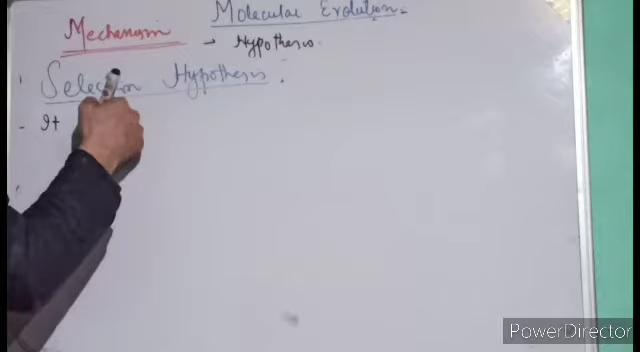 Molecular Evolution:
Mechanism → Hypothesis.
Selection Hypothesis:
- It
PowerDirector